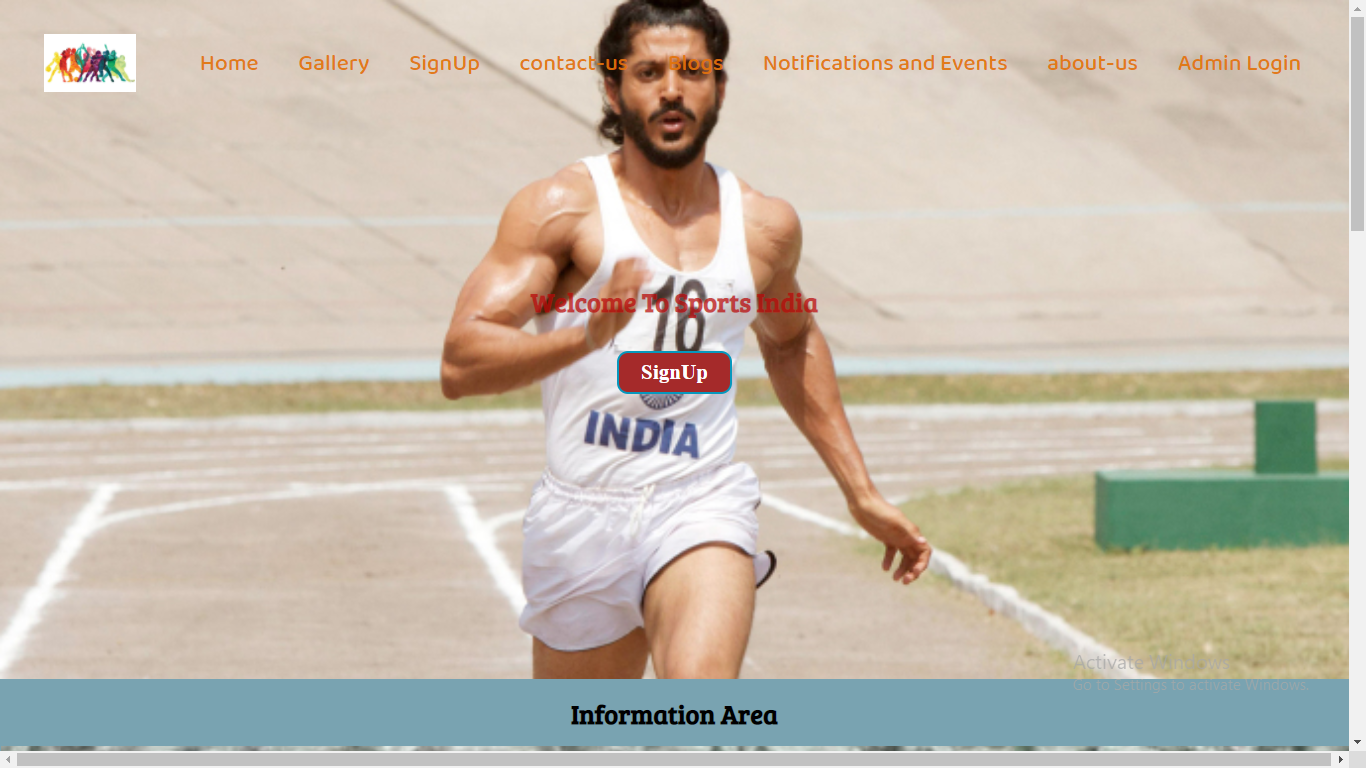 Home Gallery SignUp contact-us Blogs Notifications and Events about-us Admin Login
Welcome To Sports India
18
SignUp
INDIA
Activate Windows
Go to Settings to activate Windows.
Information Area